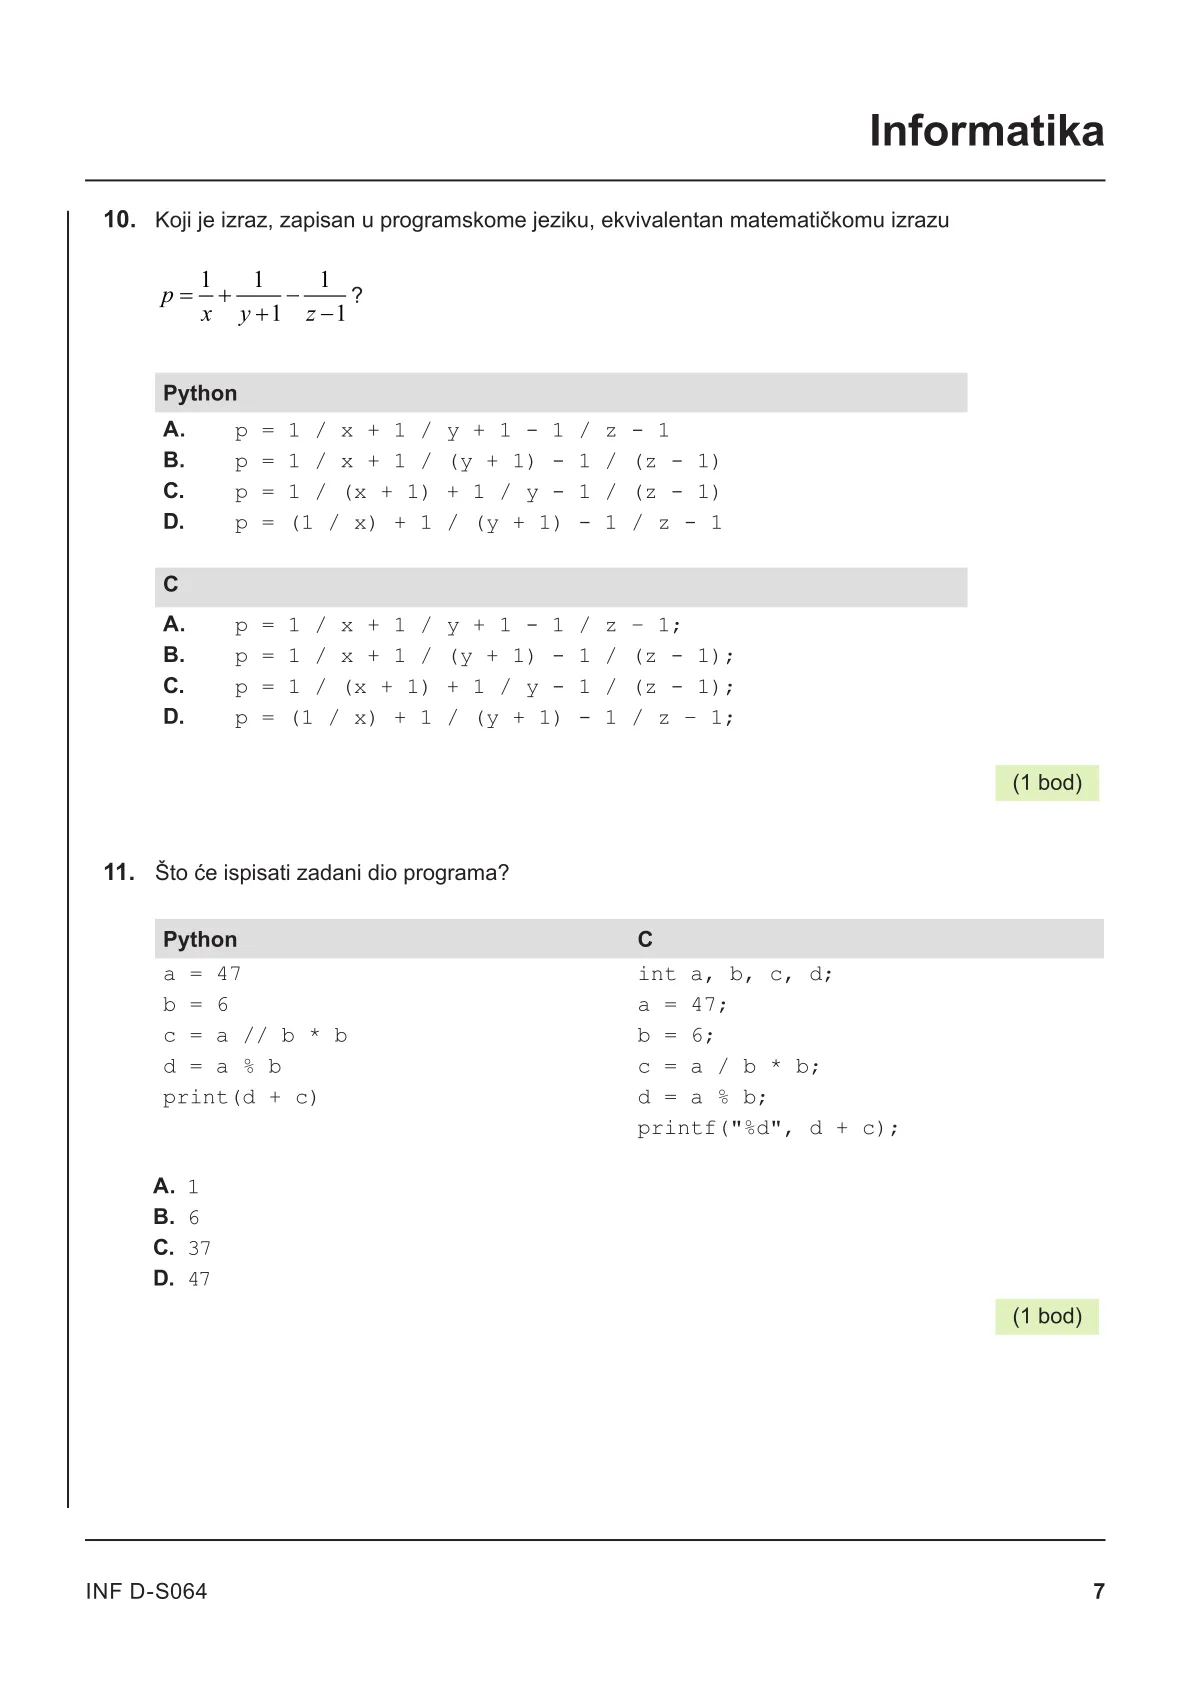 Informatika
10. Koji je izraz, zapisan u programskome jeziku, ekvivalentan matematičkomu izrazu
p = 1/x + 1/(y+1) − 1/(z−1) ?
Python
A. p = 1 / x + 1 / y + 1 - 1 / z - 1
B. p = 1 / x + 1 / (y + 1) - 1 / (z - 1)
C. p = 1 / (x + 1) + 1 / y - 1 / (z - 1)
D. p = (1 / x) + 1 / (y + 1) - 1 / z - 1
C
A. p = 1 / x + 1 / y + 1 - 1 / z – 1;
B. p = 1 / x + 1 / (y + 1) - 1 / (z - 1);
C. p = 1 / (x + 1) + 1 / y - 1 / (z - 1);
D. p = (1 / x) + 1 / (y + 1) - 1 / z – 1;
(1 bod)
11. Što će ispisati zadani dio programa?
Python
a = 47
b = 6
c = a // b * b
d = a % b
print(d + c)
C
int a, b, c, d;
a = 47;
b = 6;
c = a / b * b;
d = a % b;
printf("%d", d + c);
A. 1
B. 6
C. 37
D. 47
(1 bod)
INF D-S064
7